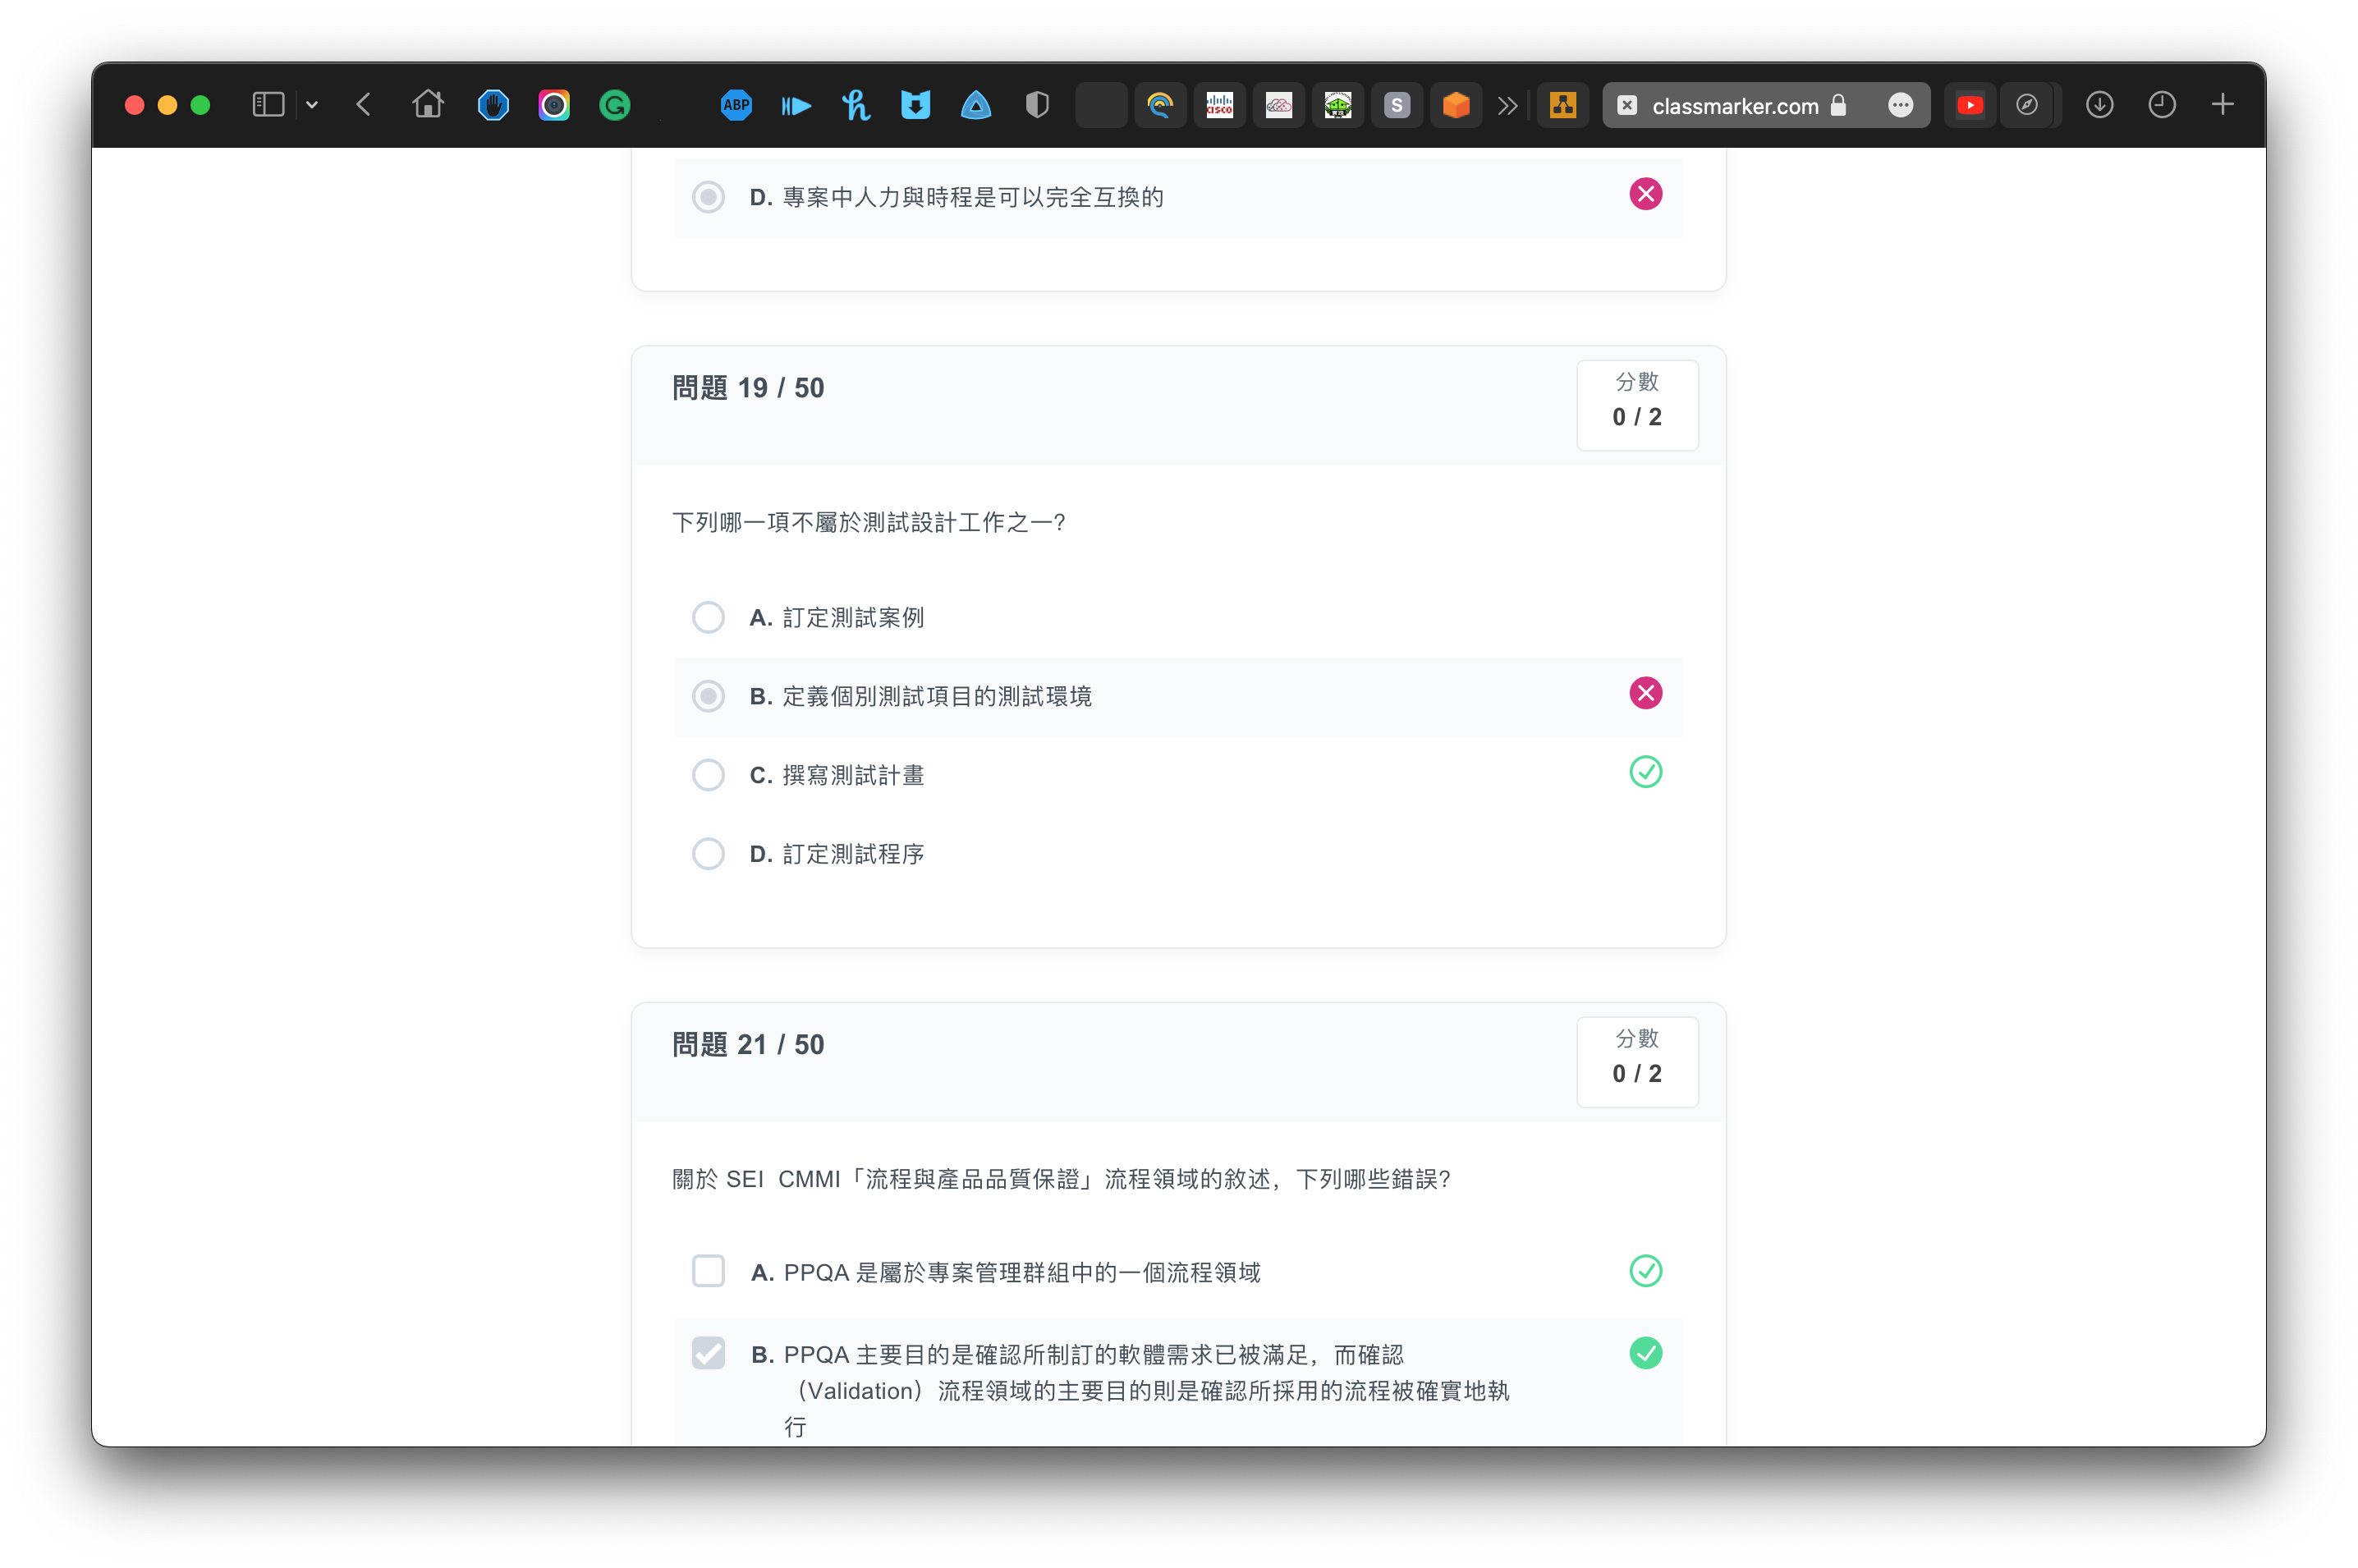 ABP
CISCO
S
classmarker.com
D. 專案中人力與時程是可以完全互換的
問題 19 / 50
分數
0 / 2
下列哪一項不屬於測試設計工作之一?
A. 訂定測試案例
B. 定義個別測試項目的測試環境
C. 撰寫測試計畫
D. 訂定測試程序
問題 21 / 50
分數
0 / 2
關於 SEI  CMMI「流程與產品品質保證」流程領域的敘述，下列哪些錯誤?
A. PPQA 是屬於專案管理群組中的一個流程領域
B. PPQA 主要目的是確認所制訂的軟體需求已被滿足，而確認
（Validation）流程領域的主要目的則是確認所採用的流程被確實地執
行